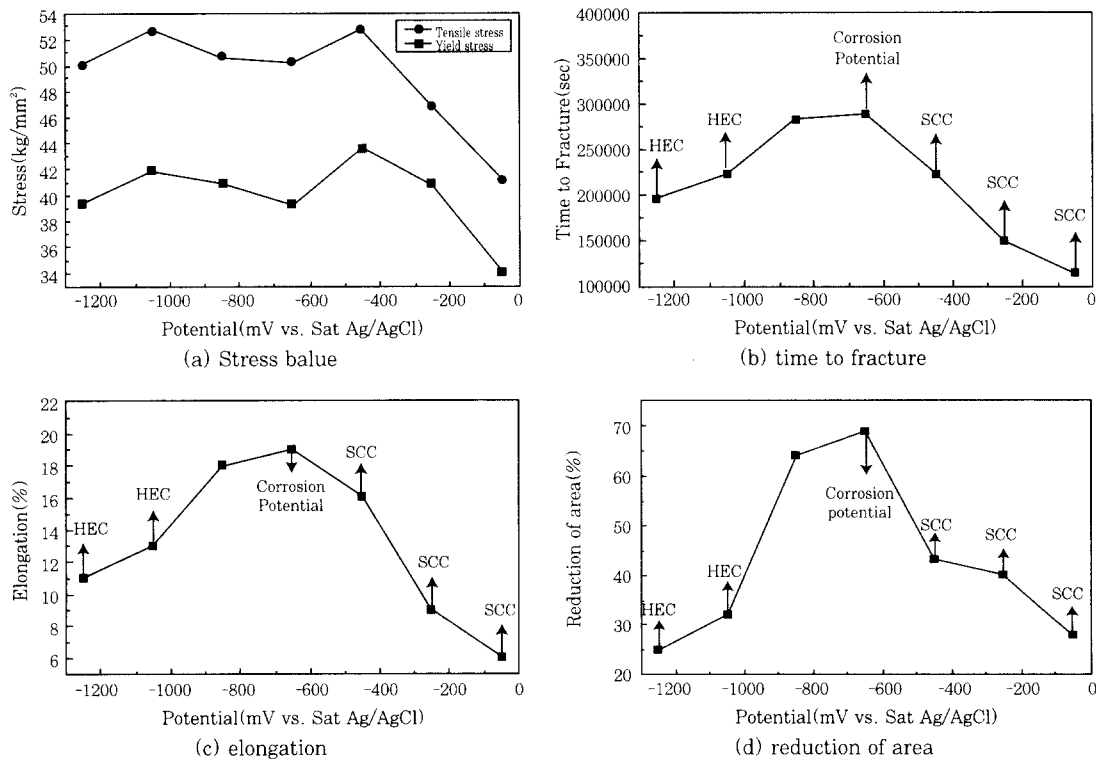 54
52
50
48
46
44
42
40
38
36
34
Stress(kg/mm²)
Tensile stress
Yield stress
-1200 -1000 -800 -600 -400 -200 0
Potential(mV vs. Sat Ag/AgCl)
(a) Stress balue
400000
350000
300000
250000
200000
150000
100000
Time to Fracture(sec)
Corrosion
Potential
HEC
HEC
SCC
SCC
SCC
-1200 -1000 -800 -600 -400 -200 0
Potential(mV vs. Sat Ag/AgCl)
(b) time to fracture
22
20
18
16
14
12
10
8
6
Elongation(%)
HEC
HEC
Corrosion
Potential
SCC
SCC
SCC
-1200 -1000 -800 -600 -400 -200 0
Potential(mV vs. Sat Ag/AgCl)
(c) elongation
70
60
50
40
30
20
Reduction of area(%)
HEC
HEC
Corrosion
potential
SCC
SCC
SCC
-1200 -1000 -800 -600 -400 -200 0
Potential(mV vs. Sat Ag/AgCl)
(d) reduction of area